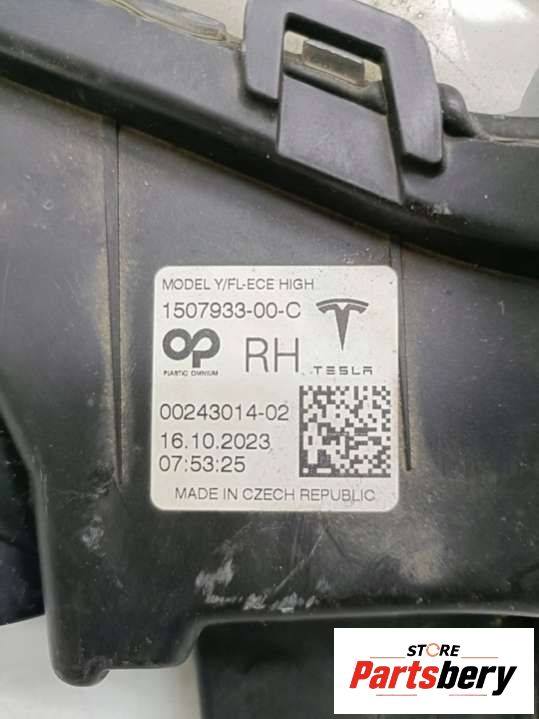 MODEL Y/FL-ECE HIGH
1507933-00-C
OP RH
PLASTIC OMNIUM
TESLA
00243014-02
16.10.2023
07:53:25
MADE IN CZECH REPUBLIC
STORE
Partsbery